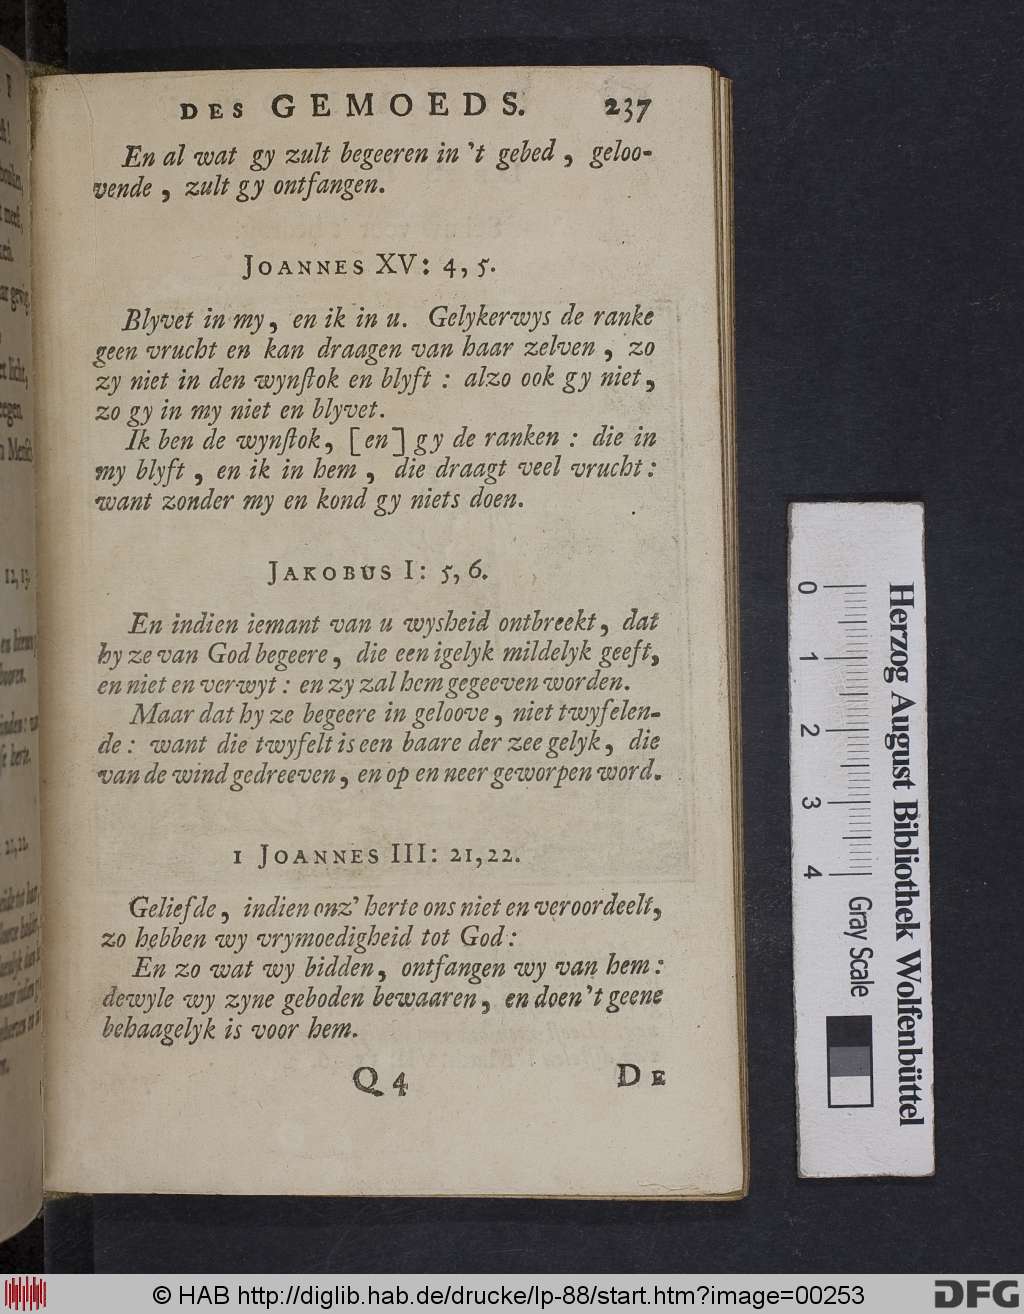 DES GEMOEDS. 237
En al wat gy zult begeeren in 't gebed, geloo-
vende, zult gy ontfangen.
JOANNES XV: 4, 5.
Blyvet in my, en ik in u. Gelykerwys de ranke
geen vrucht en kan draagen van haar zelven, zo
zy niet in den wynſtok en blyft: alzo ook gy niet,
zo gy in my niet en blyvet.
Ik ben de wynſtok, [en] gy de ranken: die in
my blyft, en ik in hem, die draagt veel vrucht:
want zonder my en kond gy niets doen.
JAKOBUS I: 5, 6.
En indien iemant van u wysheid ontbreekt, dat
hy ze van God begeere, die een igelyk mildelyk geeft,
en niet en verwyt: en zy zal hem gegeeven worden.
Maar dat hy ze begeere in geloove, niet twyfelen-
de: want die twyfelt is een baare der zee gelyk, die
van de wind gedreeven, en op en neer geworpen word.
1 JOANNES III: 21, 22.
Geliefde, indien onz' herte ons niet en veroordeelt,
zo hebben wy vrymoedigheid tot God:
En zo wat wy bidden, ontfangen wy van hem:
dewyle wy zyne geboden bewaaren, en doen 't geene
behaagelyk is voor hem.
Q 4 DE
0 1 2 3 4
Gray Scale
Herzog August Bibliothek Wolfenbüttel
12, 13.
21, 22.
© HAB http://diglib.hab.de/drucke/lp-88/start.htm?image=00253
DFG